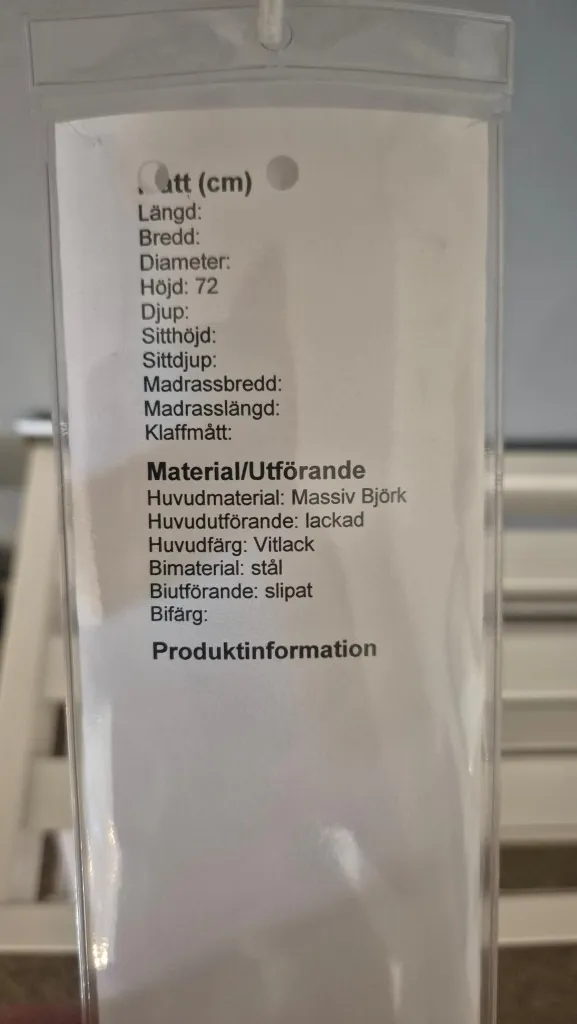 Mått (cm)
Längd:
Bredd:
Diameter:
Höjd: 72
Djup:
Sitthöjd:
Sittdjup:
Madrassbredd:
Madrasslängd:
Klaffmått:
Material/Utförande
Huvudmaterial: Massiv Björk
Huvudutförande: lackad
Huvudfärg: Vitlack
Bimaterial: stål
Biutförande: slipat
Bifärg:
Produktinformation